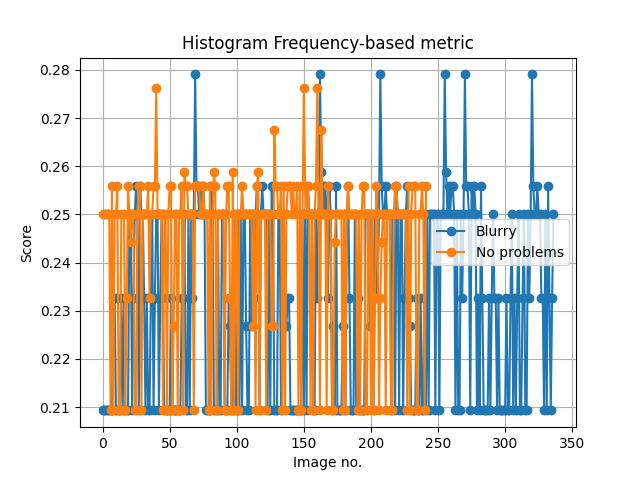 Histogram Frequency-based metric
0.28
0.27
0.26
0.25
0.24
0.23
0.22
0.21
Score
Blurry
No problems
0 50 100 150 200 250 300 350
Image no.